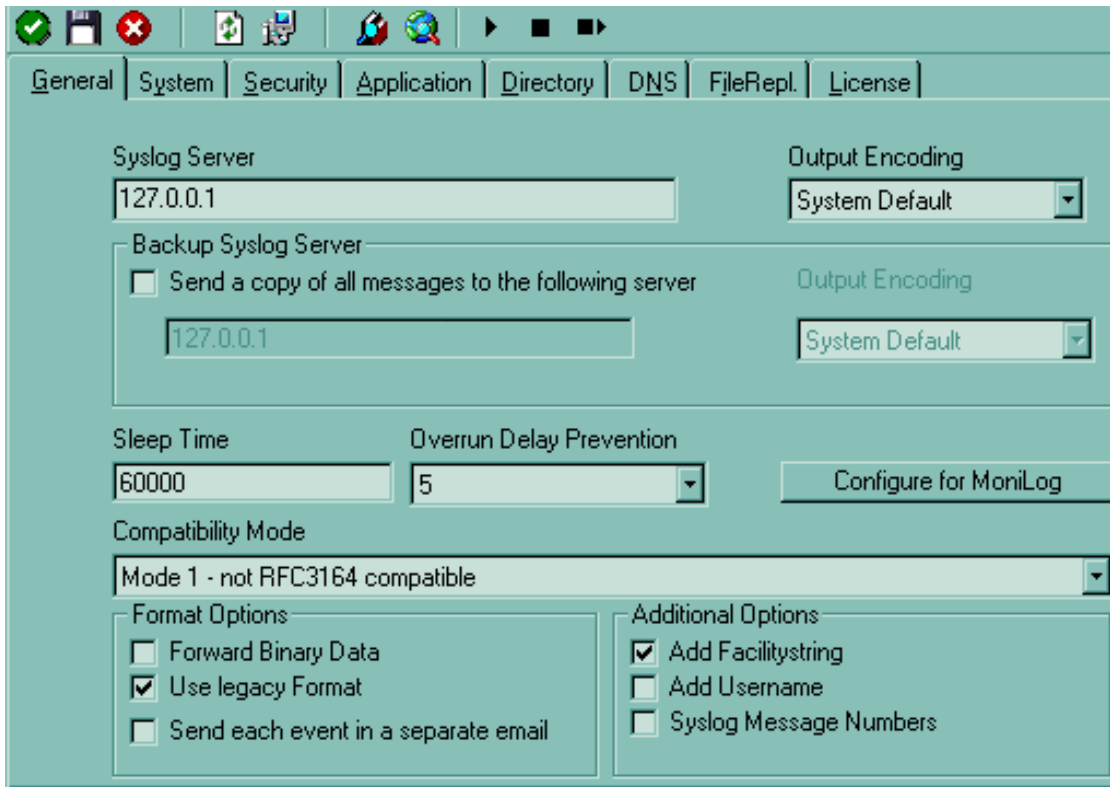 General System Security Application Directory DNS FileRepl. License
Syslog Server Output Encoding
127.0.0.1 System Default
Backup Syslog Server
Send a copy of all messages to the following server Output Encoding
127.0.0.1 System Default
Sleep Time Overrun Delay Prevention
60000 5 Configure for MoniLog
Compatibility Mode
Mode 1 - not RFC3164 compatible
Format Options Additional Options
Forward Binary Data Add Facilitystring
Use legacy Format Add Username
Send each event in a separate email Syslog Message Numbers